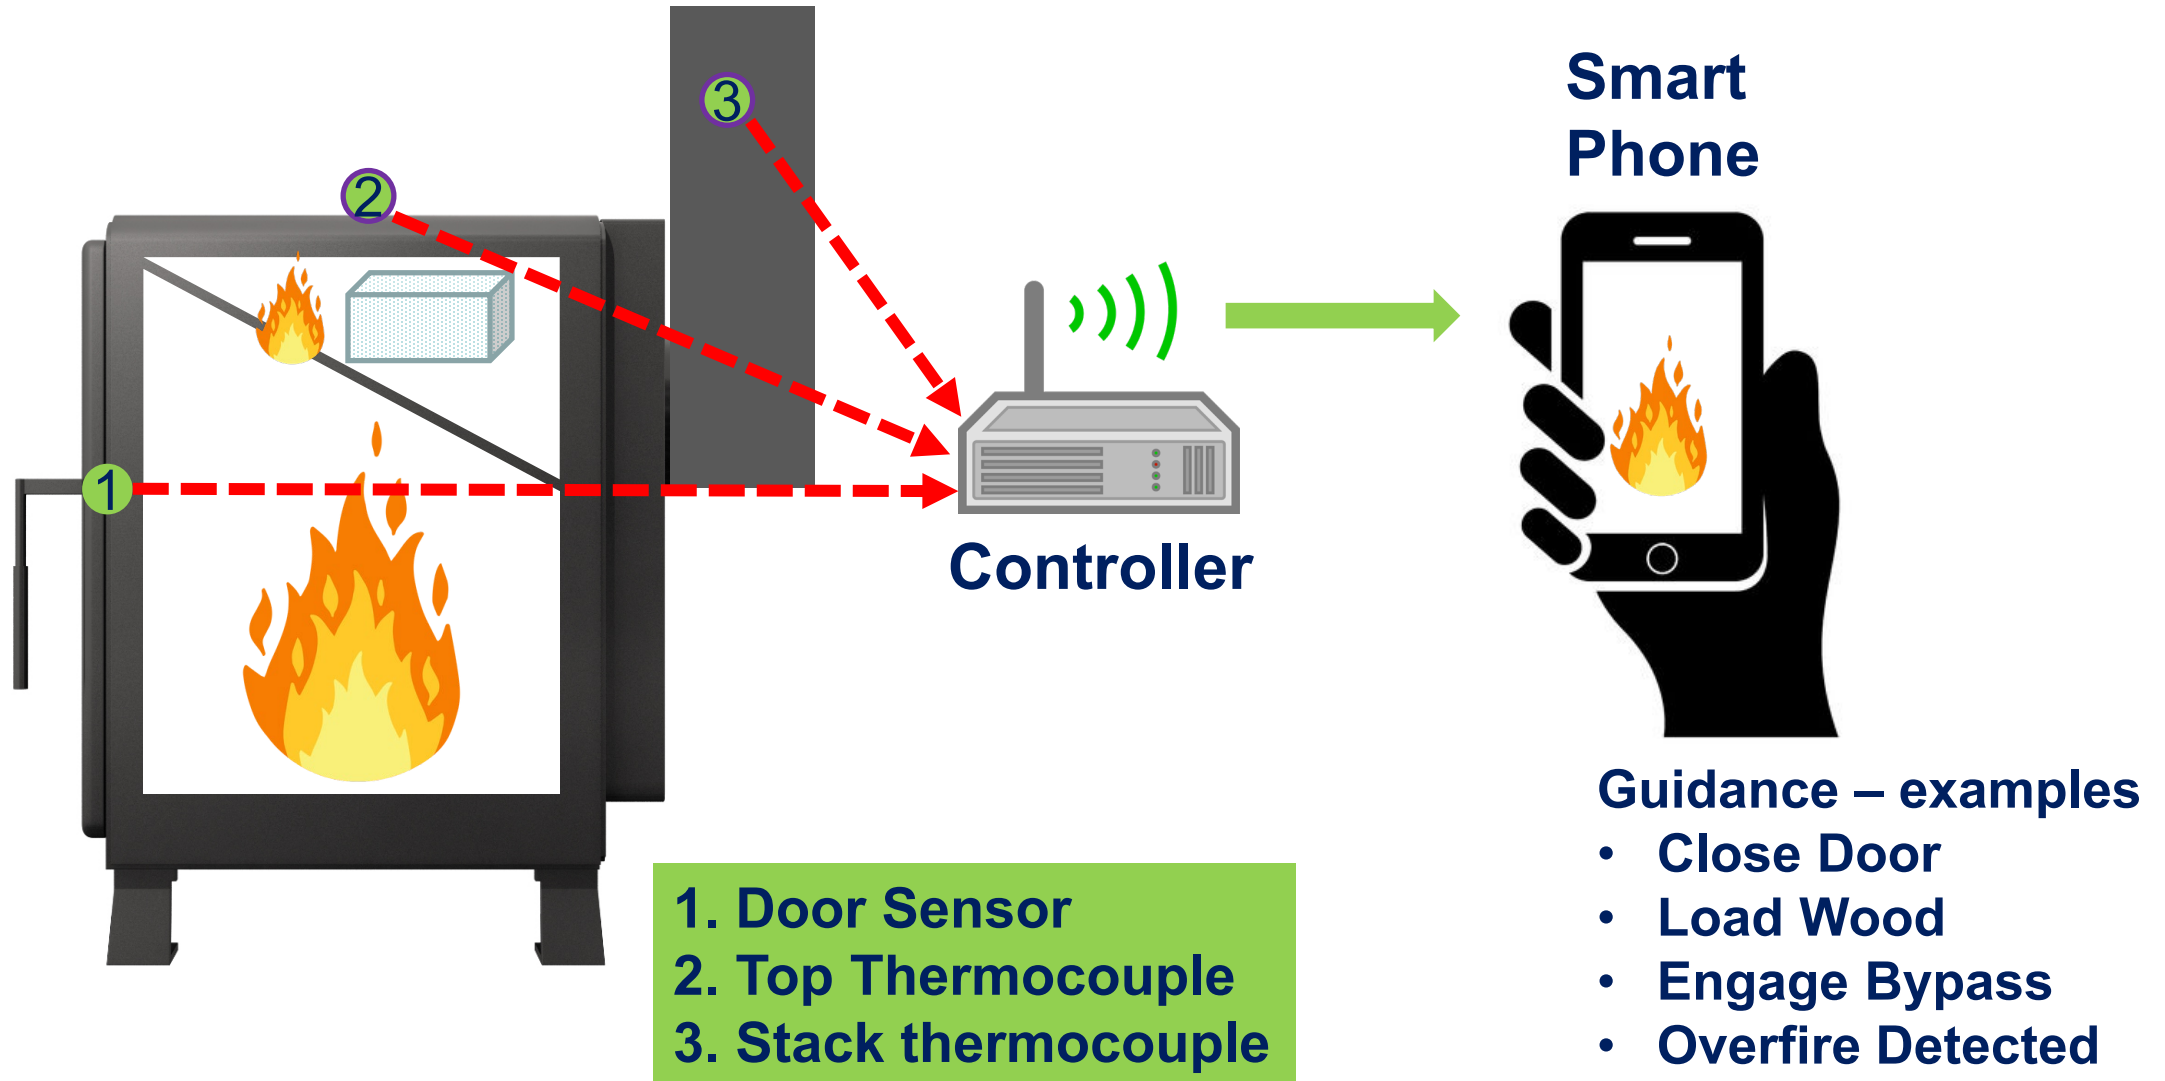 3
Smart
Phone
2
1
Controller
Guidance – examples
• Close Door
• Load Wood
• Engage Bypass
• Overfire Detected
1. Door Sensor
2. Top Thermocouple
3. Stack thermocouple